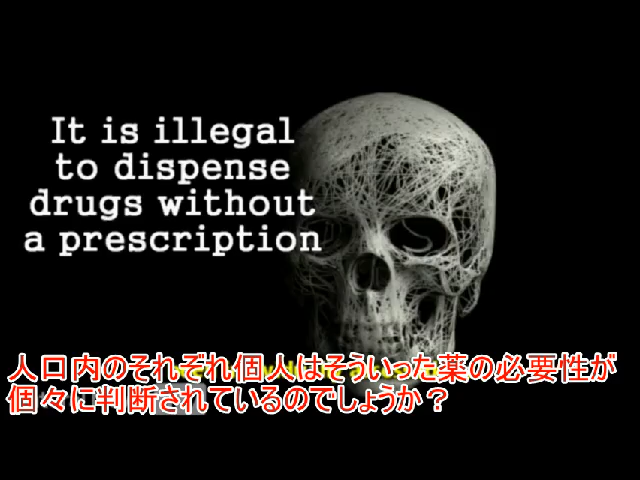 It is illegal
to dispense
drugs without
a prescription
人口内のそれぞれ個人はそういった薬の必要性が
個々に判断されているのでしょうか？